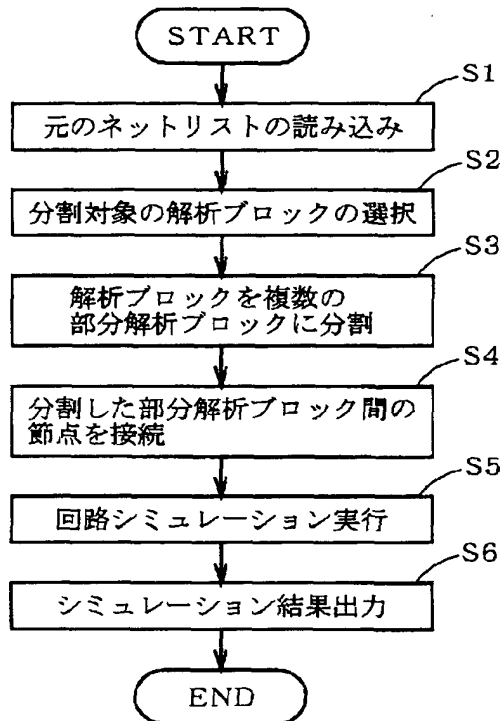 START
S1
元のネットリストの読み込み
S2
分割対象の解析ブロックの選択
S3
解析ブロックを複数の
部分解析ブロックに分割
S4
分割した部分解析ブロック間の
節点を接続
S5
回路シミュレーション実行
S6
シミュレーション結果出力
END